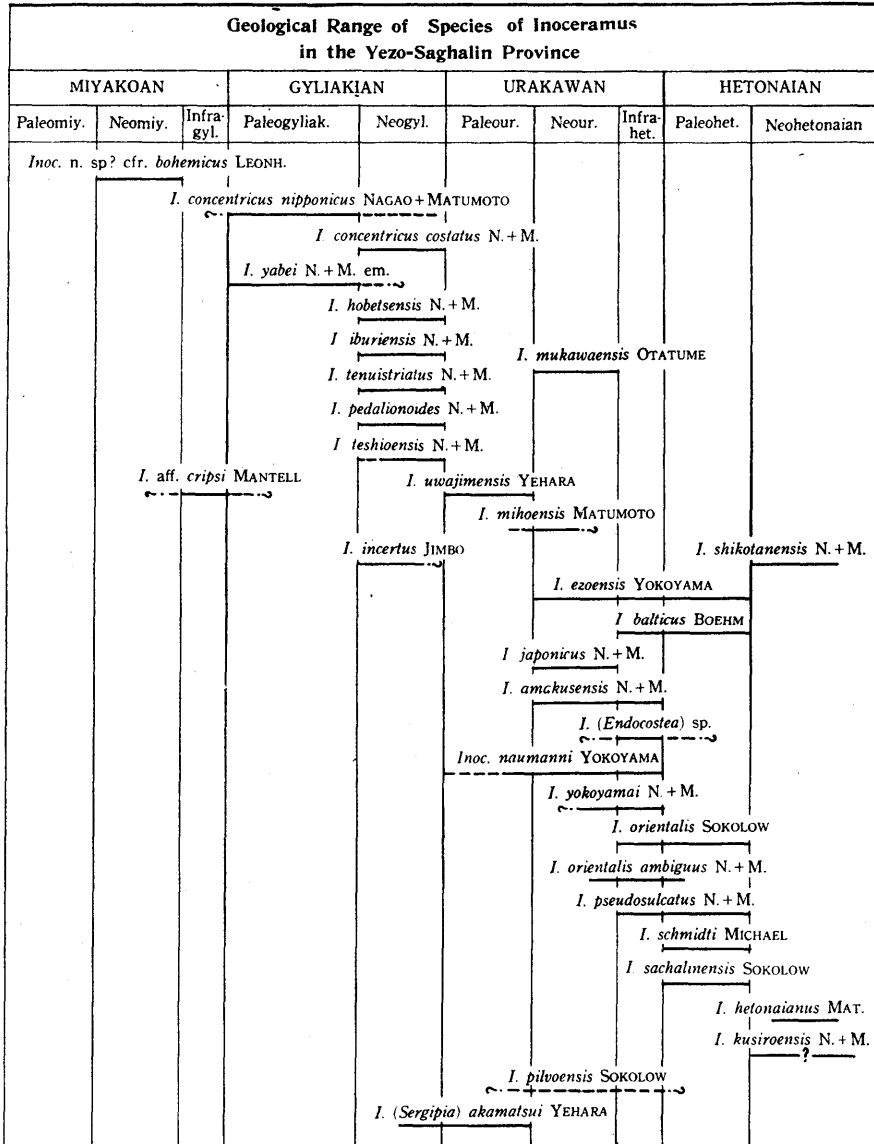 Geological Range of Species of Inoceramus
in the Yezo-Saghalin Province
MIYAKOAN GYLIAKIAN URAKAWAN HETONAIAN
Paleomiy. Neomiy. Infra-gyl. Paleogyliak. Neogyl. Paleour. Neour. Infra-het. Paleohet. Neohetonaian
Inoc. n. sp? cfr. bohemicus LEONH.
I. concentricus nipponicus NAGAO+MATUMOTO
I. concentricus costatus N.+M.
I. yabei N.+M. em.
I. hobetsensis N.+M.
I iburiensis N.+M.
I. mukawaensis OTATUME
I. tenuistriatus N.+M.
I. pedalionoides N.+M.
I teshioensis N.+M.
I. aff. cripsi MANTELL
I. uwajimensis YEHARA
I. mihoensis MATUMOTO
I. incertus JIMBO
I. shikotanensis N.+M.
I. ezoensis YOKOYAMA
I balticus BOEHM
I japonicus N.+M.
I. amakusensis N.+M.
I. (Endocostea) sp.
Inoc. naumanni YOKOYAMA
I. yokoyamai N.+M.
I. orientalis SOKOLOW
I. orientalis ambiguus N.+M.
I. pseudosulcatus N.+M.
I. schmidti MICHAEL
I. sachalinensis SOKOLOW
I. hetonaianus MAT.
I. kusiroensis N.+M.
?
I. pilvoensis SOKOLOW
I. (Sergipia) akamatsui YEHARA